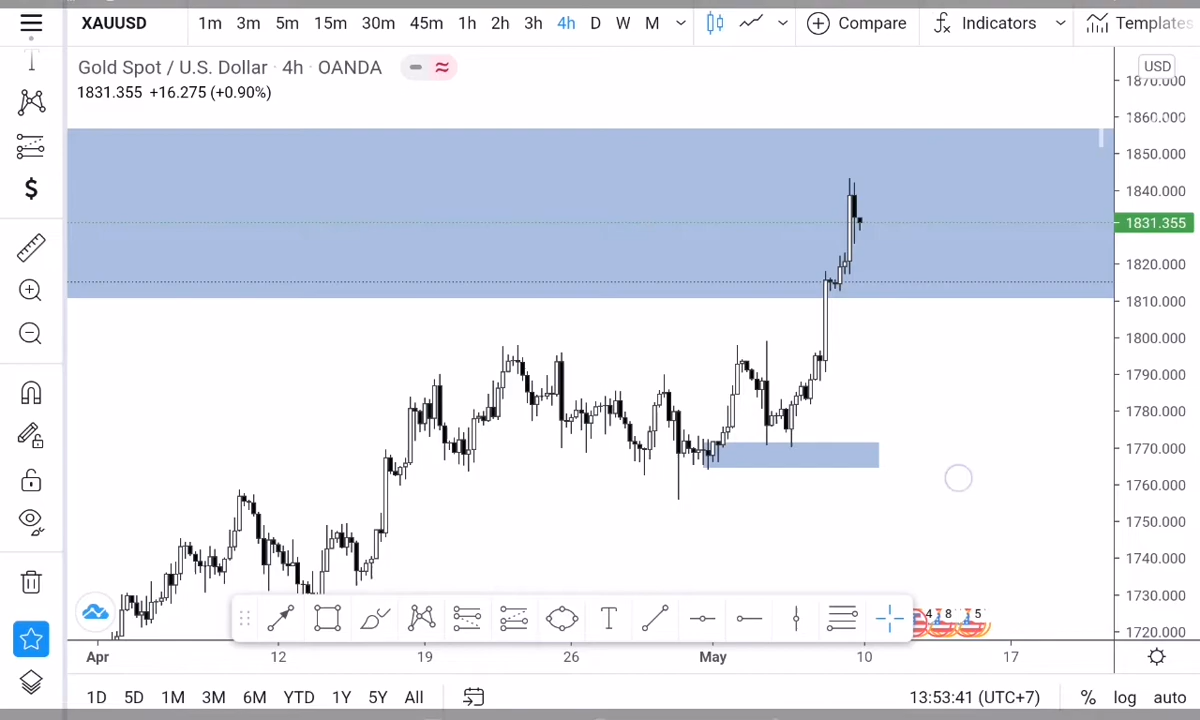 XAUUSD 1m 3m 5m 15m 30m 45m 1h 2h 3h 4h D W M Compare Indicators Templates
Gold Spot / U.S. Dollar · 4h · OANDA
1831.355 +16.275 (+0.90%)
USD
1870.000
1860.000
1850.000
1840.000
1831.355
1820.000
1810.000
1800.000
1790.000
1780.000
1770.000
1760.000
1750.000
1740.000
1730.000
1720.000
4 8 5
Apr 12 19 26 May 10 17
1D 5D 1M 3M 6M YTD 1Y 5Y All 13:53:41 (UTC+7) % log auto